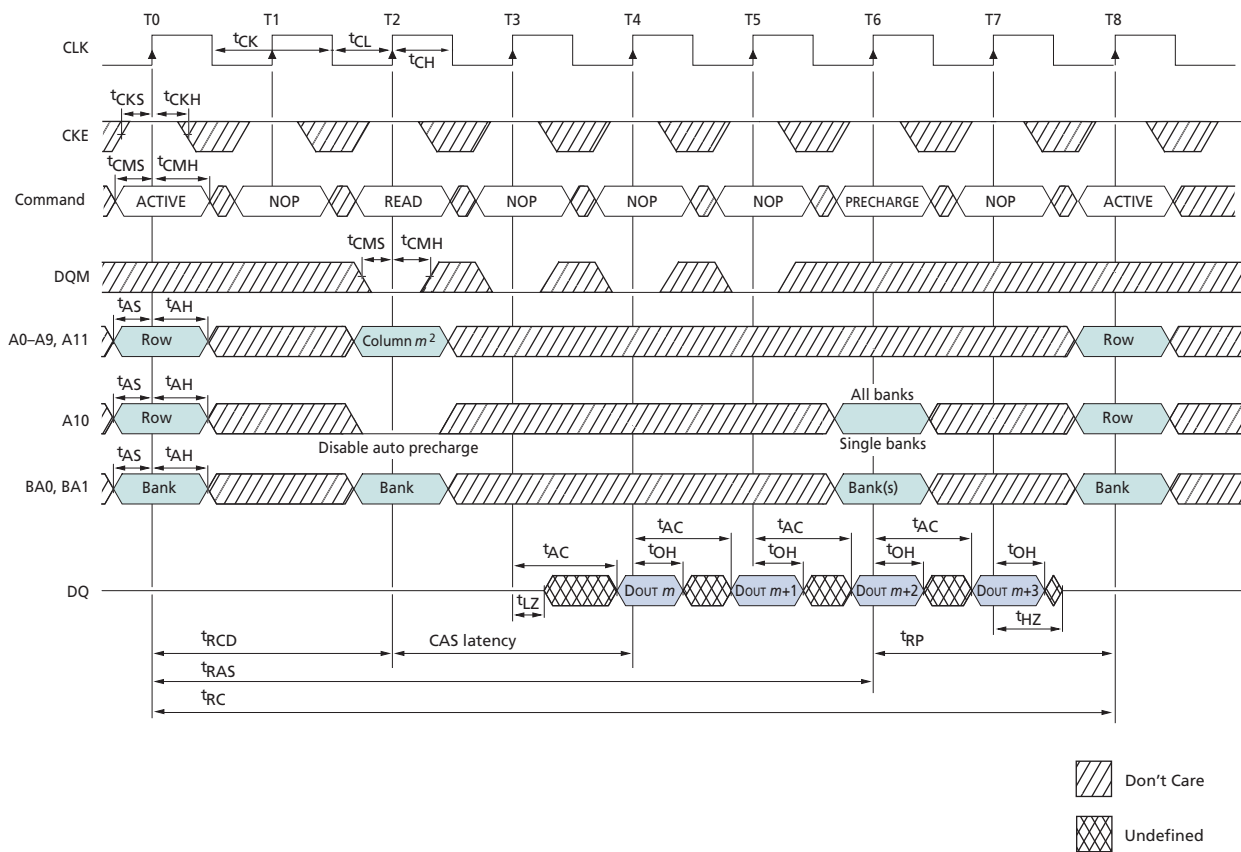 T0 T1 T2 T3 T4 T5 T6 T7 T8
CLK
tCK tCL tCH
tCKS tCKH
CKE
tCMS tCMH
Command ACTIVE NOP READ NOP NOP NOP PRECHARGE NOP ACTIVE
tCMS tCMH
DQM
tAS tAH
A0–A9, A11 Row Column m2 Row
tAS tAH All banks
A10 Row Row
Disable auto precharge Single banks
tAS tAH
BA0, BA1 Bank Bank Bank(s) Bank
tAC tAC tAC
tAC tOH tOH tOH tOH
DQ DOUT m DOUT m+1 DOUT m+2 DOUT m+3
tLZ tHZ
tRCD CAS latency tRP
tRAS
tRC
Don't Care
Undefined